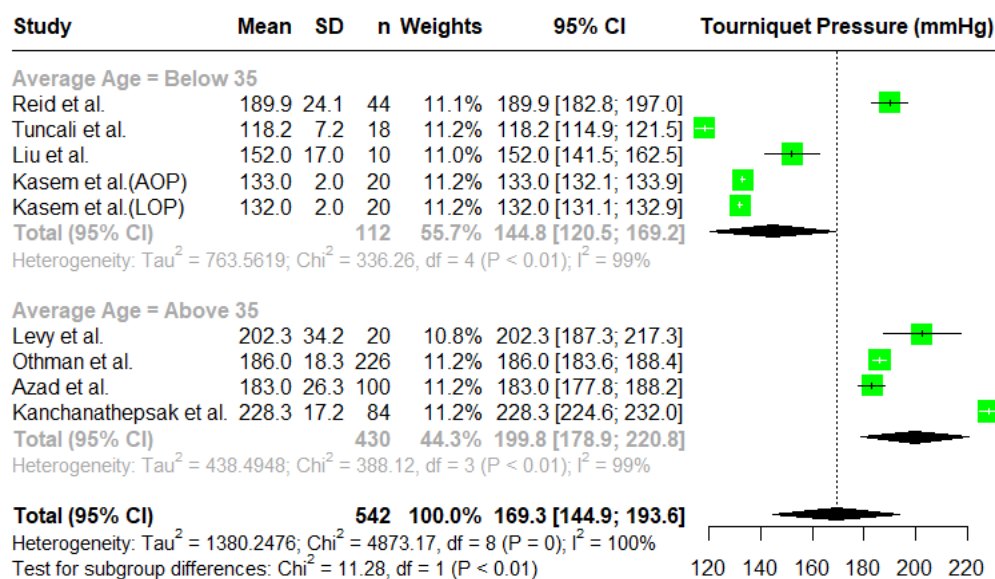 Study Mean SD n Weights 95% CI Tourniquet Pressure (mmHg)
Average Age = Below 35
Reid et al. 189.9 24.1 44 11.1% 189.9 [182.8; 197.0]
Tuncali et al. 118.2 7.2 18 11.2% 118.2 [114.9; 121.5]
Liu et al. 152.0 17.0 10 11.0% 152.0 [141.5; 162.5]
Kasem et al.(AOP) 133.0 2.0 20 11.2% 133.0 [132.1; 133.9]
Kasem et al.(LOP) 132.0 2.0 20 11.2% 132.0 [131.1; 132.9]
Total (95% CI) 112 55.7% 144.8 [120.5; 169.2]
Heterogeneity: Tau² = 763.5619; Chi² = 336.26, df = 4 (P < 0.01); I² = 99%
Average Age = Above 35
Levy et al. 202.3 34.2 20 10.8% 202.3 [187.3; 217.3]
Othman et al. 186.0 18.3 226 11.2% 186.0 [183.6; 188.4]
Azad et al. 183.0 26.3 100 11.2% 183.0 [177.8; 188.2]
Kanchanathepsak et al. 228.3 17.2 84 11.2% 228.3 [224.6; 232.0]
Total (95% CI) 430 44.3% 199.8 [178.9; 220.8]
Heterogeneity: Tau² = 438.4948; Chi² = 388.12, df = 3 (P < 0.01); I² = 99%
Total (95% CI) 542 100.0% 169.3 [144.9; 193.6]
Heterogeneity: Tau² = 1380.2476; Chi² = 4873.17, df = 8 (P = 0); I² = 100%
Test for subgroup differences: Chi² = 11.28, df = 1 (P < 0.01)
120 140 160 180 200 220